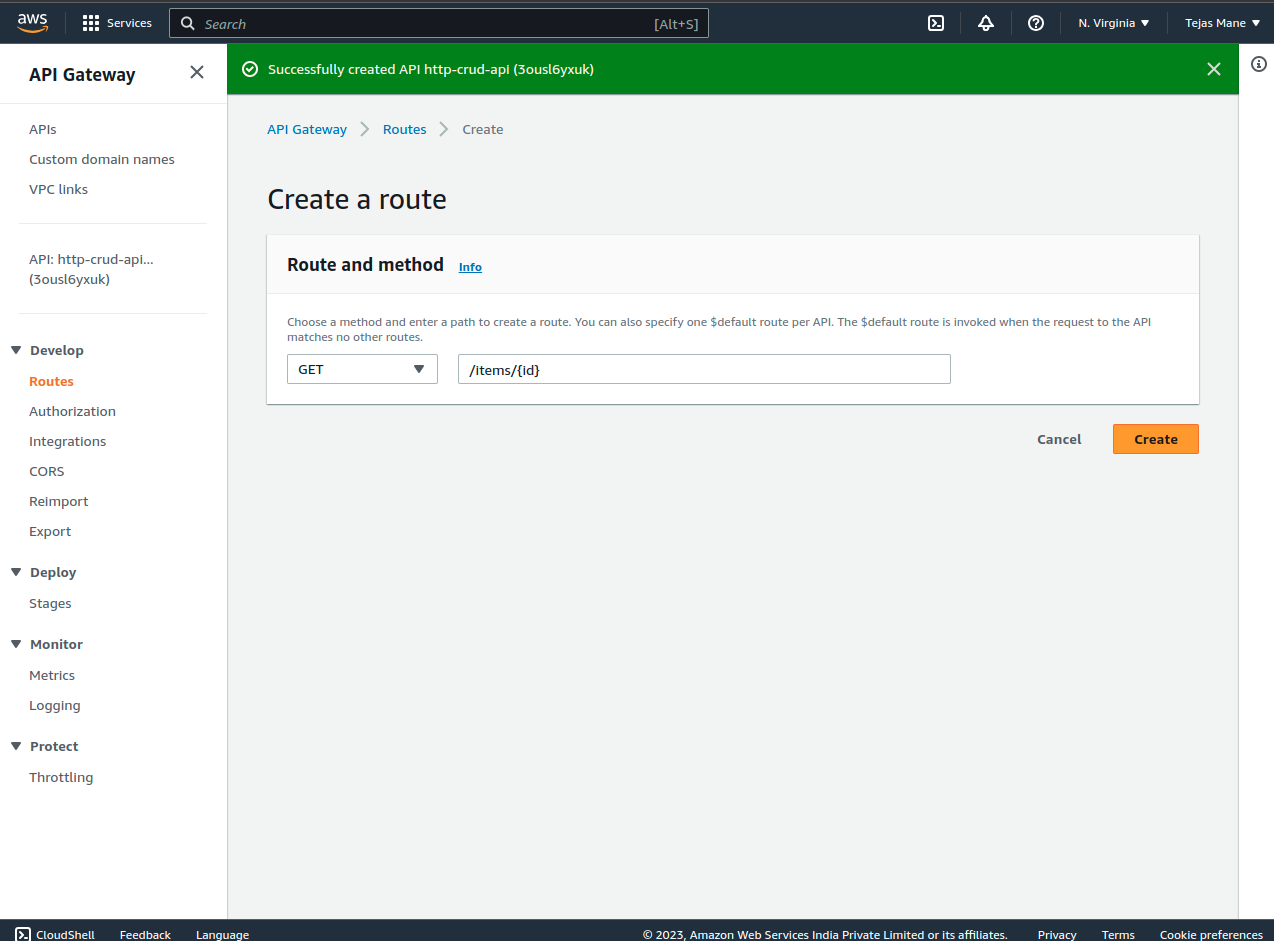 aws
Services
Search [Alt+S]
N. Virginia
Tejas Mane
API Gateway
APIs
Custom domain names
VPC links
API: http-crud-api...
(3ousl6yxuk)
Develop
Routes
Authorization
Integrations
CORS
Reimport
Export
Deploy
Stages
Monitor
Metrics
Logging
Protect
Throttling
Successfully created API http-crud-api (3ousl6yxuk)
API Gateway Routes Create
Create a route
Route and method Info
Choose a method and enter a path to create a route. You can also specify one $default route per API. The $default route is invoked when the request to the API
matches no other routes.
GET /items/{id}
Cancel Create
CloudShell Feedback Language © 2023, Amazon Web Services India Private Limited or its affiliates. Privacy Terms Cookie preferences